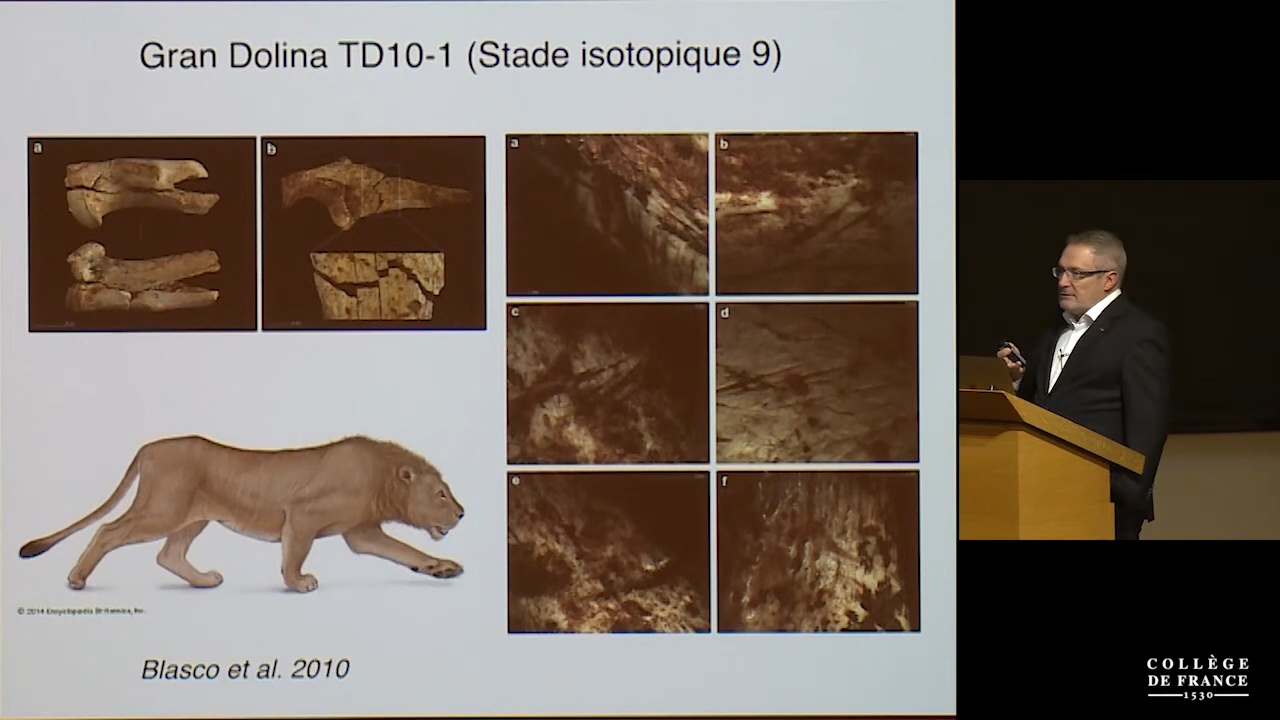 Gran Dolina TD10-1 (Stade isotopique 9)
a
b
a
b
c
d
e
f
© 2014 Encyclopædia Britannica, Inc.
Blasco et al. 2010
COLLÈGE
DE FRANCE
1530